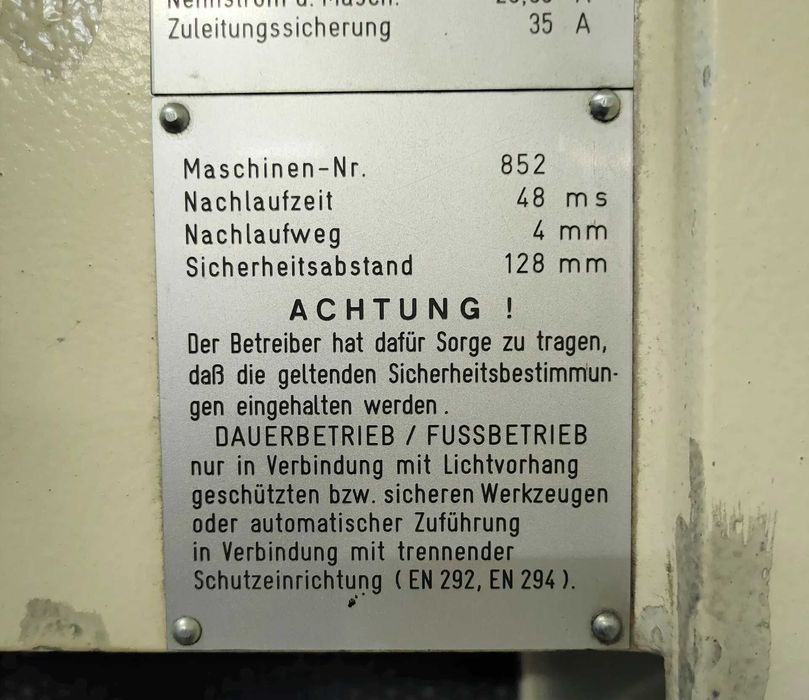 Zuleitungssicherung 35 A
Maschinen-Nr. 852
Nachlaufzeit 48 ms
Nachlaufweg 4 mm
Sicherheitsabstand 128 mm
ACHTUNG !
Der Betreiber hat dafür Sorge zu tragen,
daß die geltenden Sicherheitsbestimmun-
gen eingehalten werden.
DAUERBETRIEB / FUSSBETRIEB
nur in Verbindung mit Lichtvorhang
geschützten bzw. sicheren Werkzeugen
oder automatischer Zuführung
in Verbindung mit trennender
Schutzeinrichtung (EN 292, EN 294).